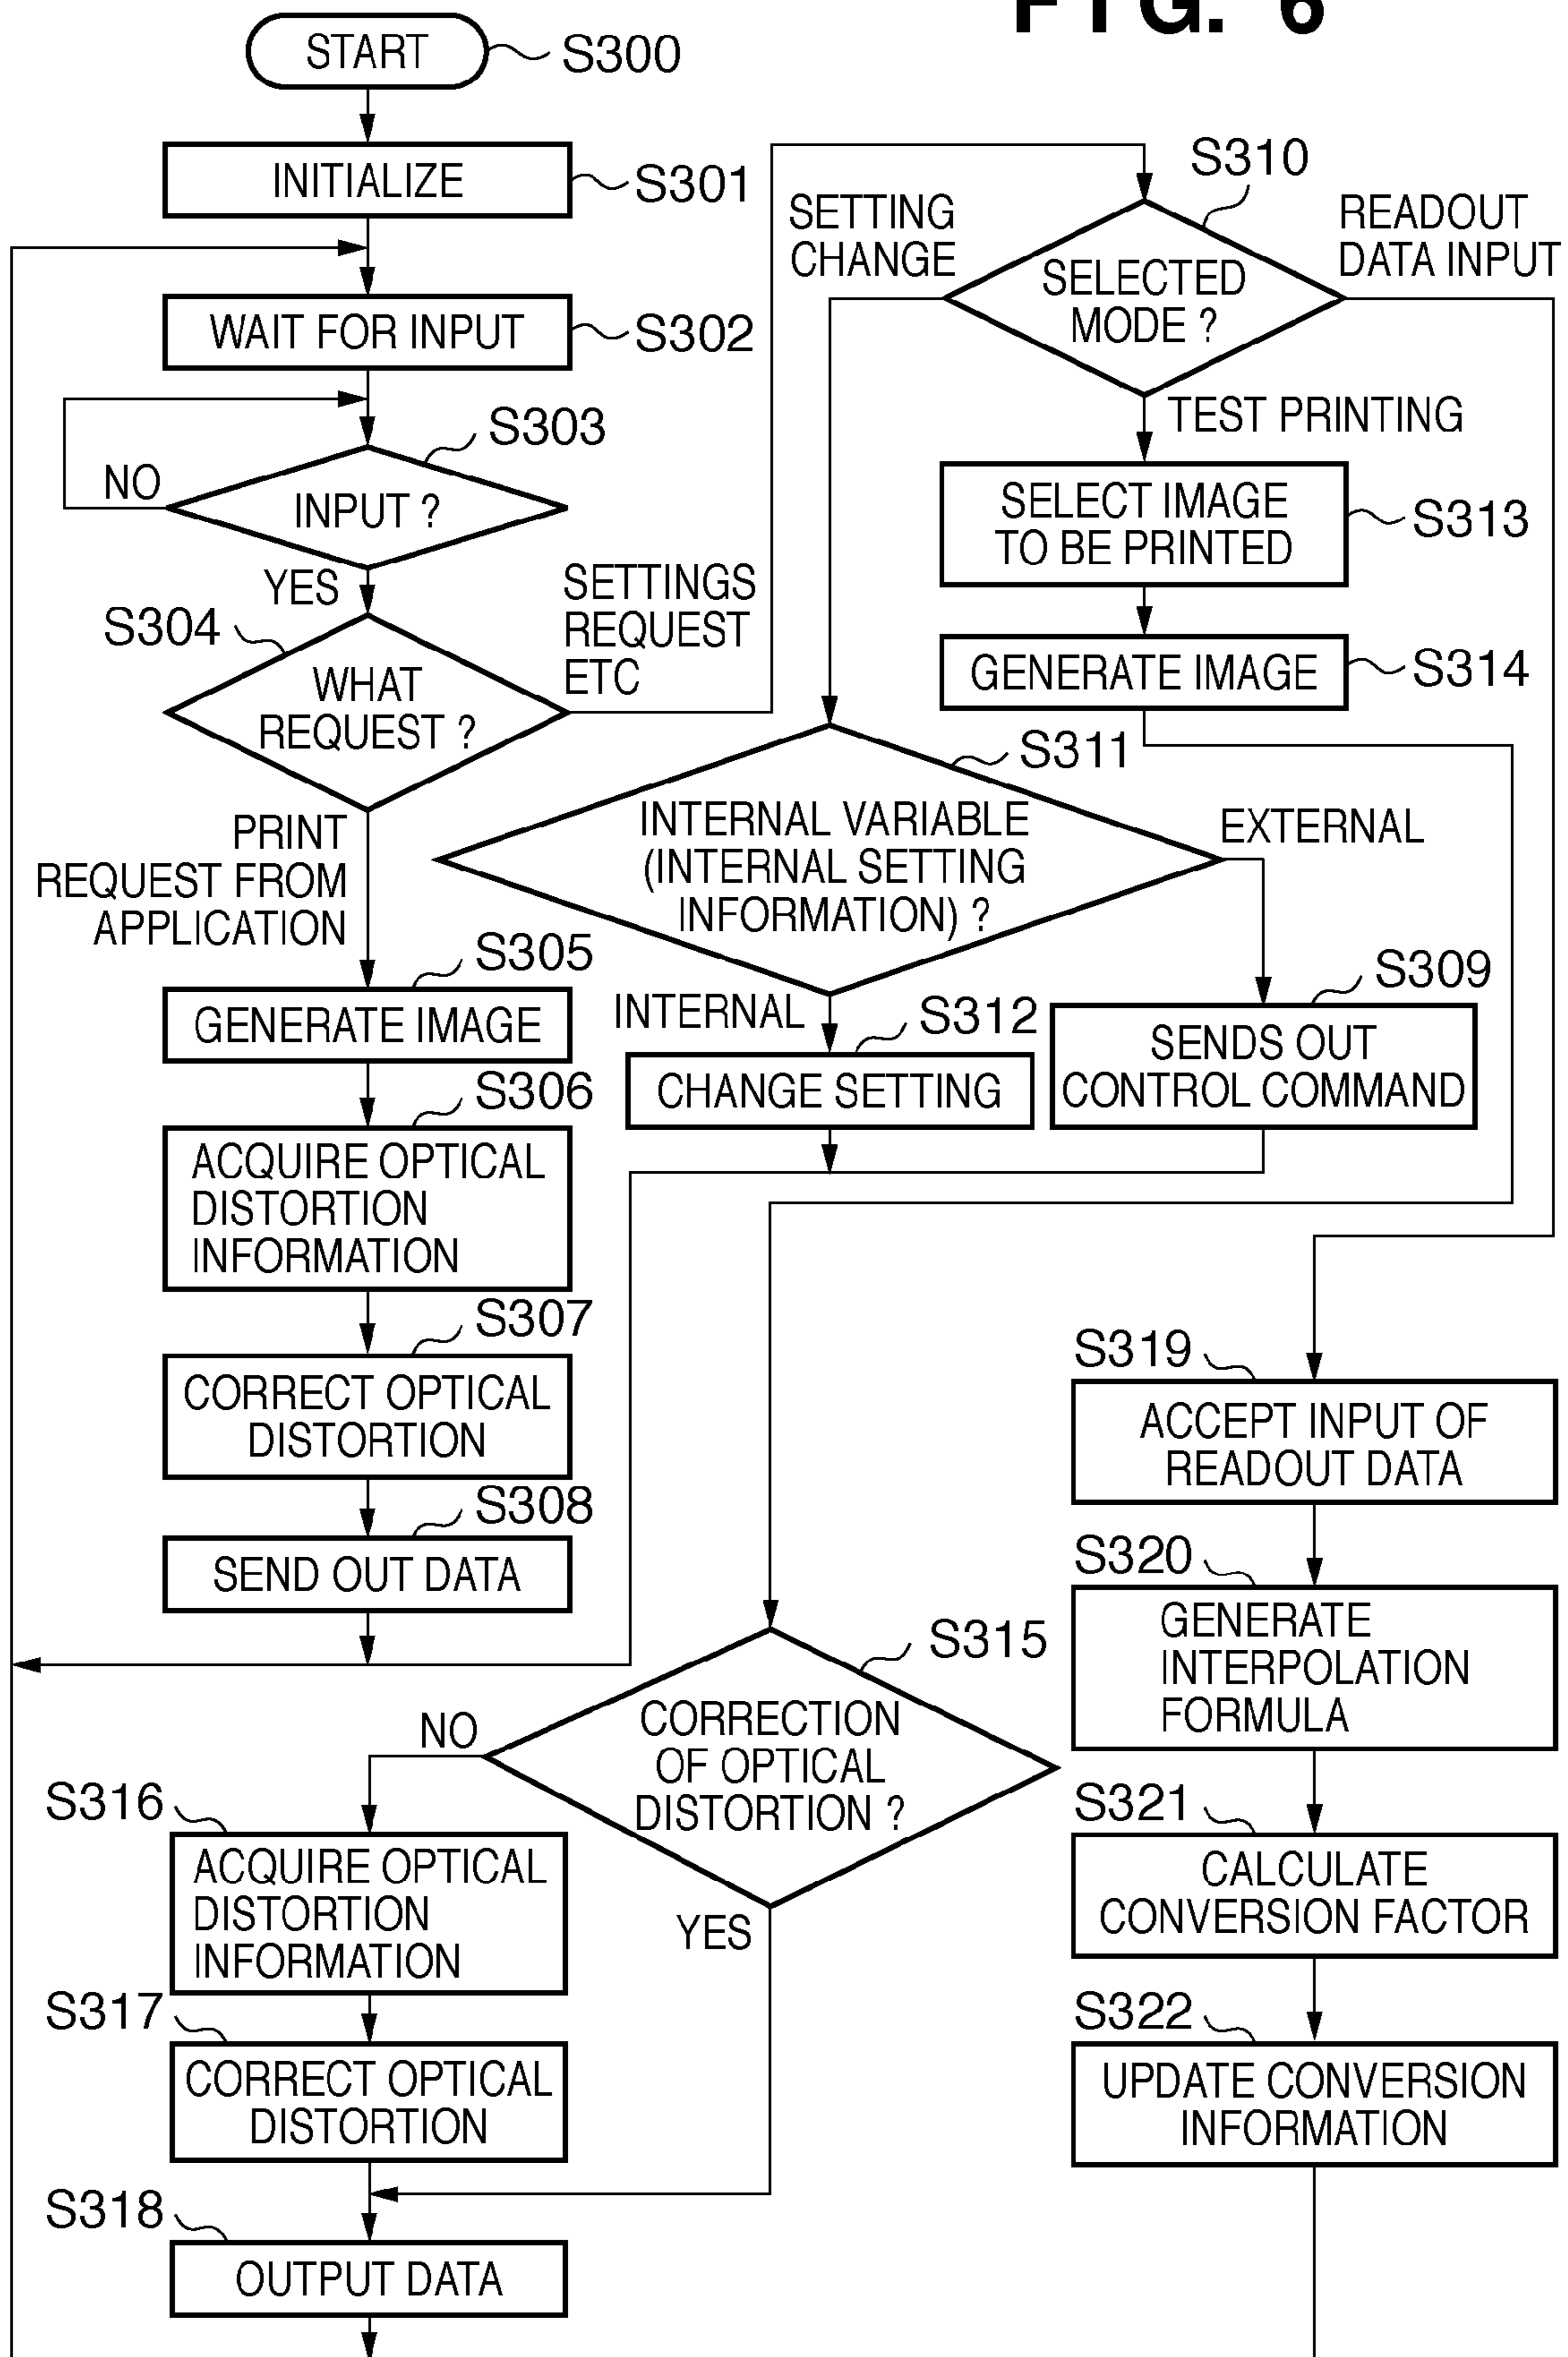 FIG. 6
START
S300
INITIALIZE
S301
WAIT FOR INPUT
S302
S303
INPUT ?
NO
YES
S304
WHAT
REQUEST ?
SETTINGS
REQUEST
ETC
PRINT
REQUEST FROM
APPLICATION
S305
GENERATE IMAGE
S306
ACQUIRE OPTICAL
DISTORTION
INFORMATION
S307
CORRECT OPTICAL
DISTORTION
S308
SEND OUT DATA
S310
SELECTED
MODE ?
SETTING
CHANGE
READOUT
DATA INPUT
TEST PRINTING
SELECT IMAGE
TO BE PRINTED
S313
GENERATE IMAGE
S314
S311
INTERNAL VARIABLE
(INTERNAL SETTING
INFORMATION) ?
EXTERNAL
INTERNAL
S312
CHANGE SETTING
S309
SENDS OUT
CONTROL COMMAND
S315
CORRECTION
OF OPTICAL
DISTORTION ?
NO
YES
S316
ACQUIRE OPTICAL
DISTORTION
INFORMATION
S317
CORRECT OPTICAL
DISTORTION
S318
OUTPUT DATA
S319
ACCEPT INPUT OF
READOUT DATA
S320
GENERATE
INTERPOLATION
FORMULA
S321
CALCULATE
CONVERSION FACTOR
S322
UPDATE CONVERSION
INFORMATION